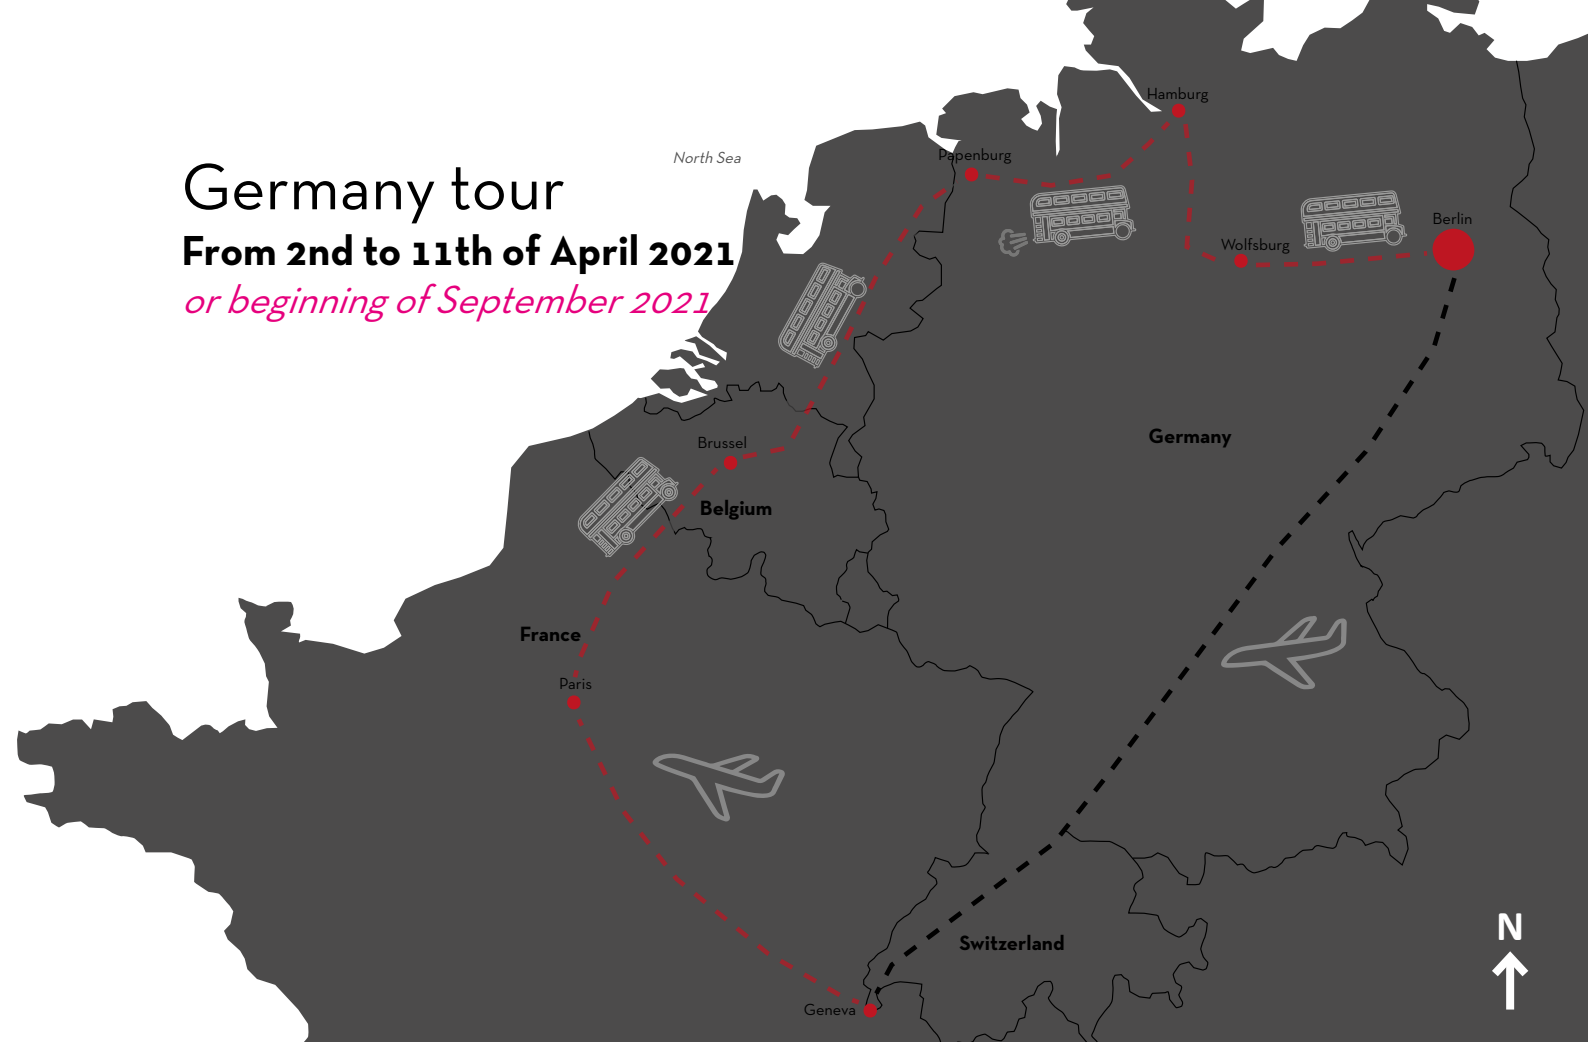 Hamburg
North Sea
Papenburg
Germany tour
From 2nd to 11th of April 2021
or beginning of September 2021
Berlin
Wolfsburg
Germany
Brussel
Belgium
France
Paris
N
Switzerland
Geneva